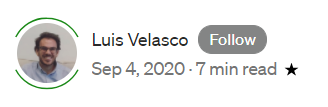 Luis Velasco Follow
Sep 4, 2020 · 7 min read ★